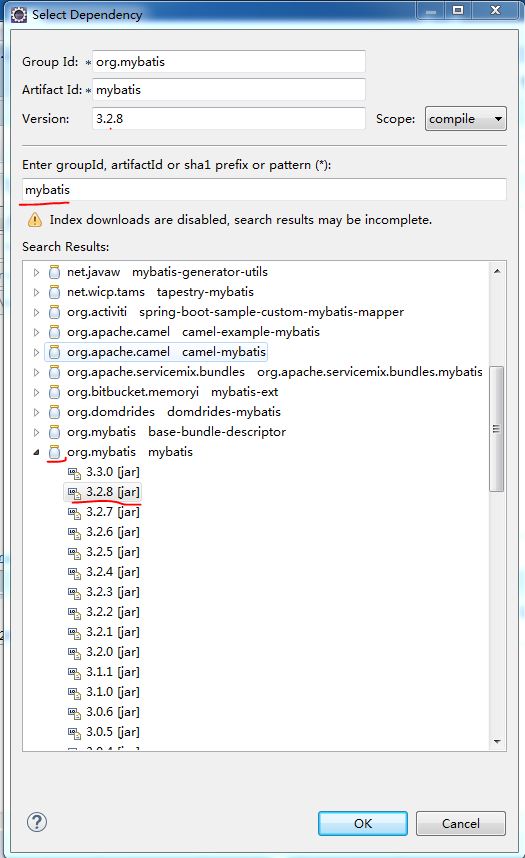 Select Dependency
Group Id: * org.mybatis
Artifact Id: * mybatis
Version: 3.2.8 Scope: compile
Enter groupId, artifactId or sha1 prefix or pattern (*):
mybatis
Index downloads are disabled, search results may be incomplete.
Search Results:
net.javaw mybatis-generator-utils
net.wicp.tams tapestry-mybatis
org.activiti spring-boot-sample-custom-mybatis-mapper
org.apache.camel camel-example-mybatis
org.apache.camel camel-mybatis
org.apache.servicemix.bundles org.apache.servicemix.bundles.mybatis
org.bitbucket.memoryi mybatis-ext
org.domdrides domdrides-mybatis
org.mybatis base-bundle-descriptor
org.mybatis mybatis
3.3.0 [jar]
3.2.8 [jar]
3.2.7 [jar]
3.2.6 [jar]
3.2.5 [jar]
3.2.4 [jar]
3.2.3 [jar]
3.2.2 [jar]
3.2.1 [jar]
3.2.0 [jar]
3.1.1 [jar]
3.1.0 [jar]
3.0.6 [jar]
3.0.5 [jar]
3.0.4 [jar]
OK Cancel